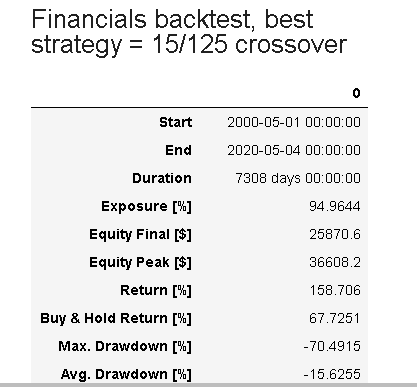 Financials backtest, best
strategy = 15/125 crossover
0
Start 2000-05-01 00:00:00
End 2020-05-04 00:00:00
Duration 7308 days 00:00:00
Exposure [%] 94.9644
Equity Final [$] 25870.6
Equity Peak [$] 36608.2
Return [%] 158.706
Buy & Hold Return [%] 67.7251
Max. Drawdown [%] -70.4915
Avg. Drawdown [%] -15.6255